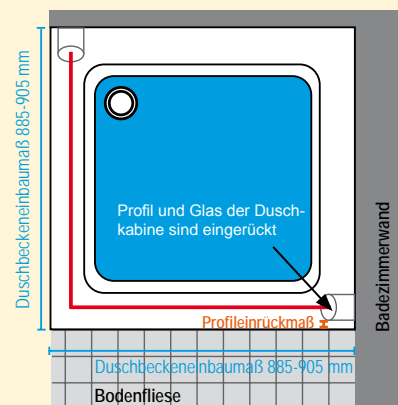 Duschbeckeneinbaumaß 885-905 mm
Profil und Glas der Dusch-
kabine sind eingerückt
Badezimmerwand
Profileinrückmaß
Duschbeckeneinbaumaß 885-905 mm
Bodenfliese